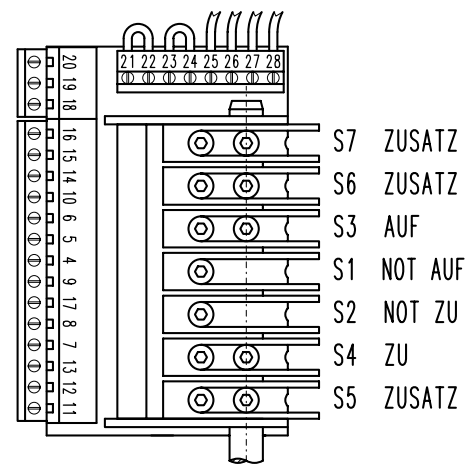 21 22 23 24 25 26 27 28
20
19
18
16
15
14
10
6
5
4
9
17
8
7
13
12
11
S7 ZUSATZ
S6 ZUSATZ
S3 AUF
S1 NOT AUF
S2 NOT ZU
S4 ZU
S5 ZUSATZ